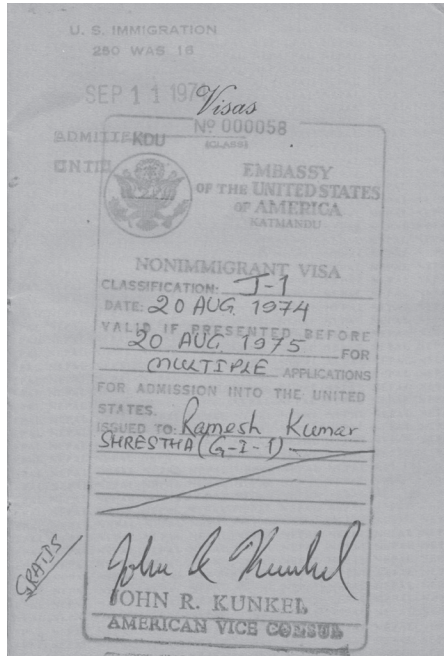 U. S. IMMIGRATION
250 WAS 16
SEP 11 197
Visas
Nº 000058
ADMITTED KDU
(CLASS)
UNTIL
EMBASSY
OF THE UNITED STATES
OF AMERICA
KATMANDU
NONIMMIGRANT VISA
CLASSIFICATION: J-1
DATE: 20 AUG. 1974
VALID IF PRESENTED BEFORE
20 AUG. 1975 FOR
MULTIPLE APPLICATIONS
FOR ADMISSION INTO THE UNITED
STATES.
ISSUED TO: Ramesh Kumar
SHRESTHA (G-I-1)
John R Kunkel
GRATIS
JOHN R. KUNKEL
AMERICAN VICE CONSUL